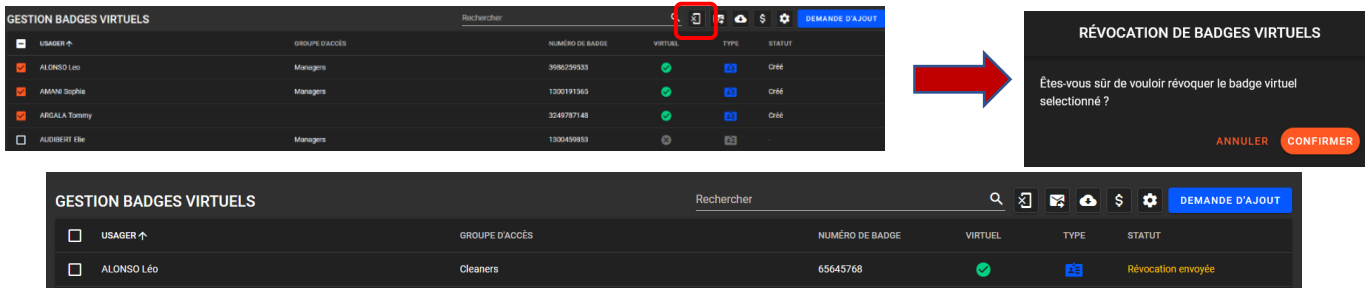 GESTION BADGES VIRTUELS Rechercher $ DEMANDE D'AJOUT
USAGER GROUPE D'ACCÈS NUMÉRO DE BADGE VIRTUEL TYPE STATUT
ALONSO Leo Managers 3986259533 Créé
AMANI Sophie Managers 1300191565 Créé
ARGALA Tommy 3249787148 Créé
AUDIBERT Elie Managers 1300459853 -
RÉVOCATION DE BADGES VIRTUELS
Êtes-vous sûr de vouloir révoquer le badge virtuel
selectionné ?
ANNULER CONFIRMER
GESTION BADGES VIRTUELS Rechercher $ DEMANDE D'AJOUT
USAGER GROUPE D'ACCÈS NUMÉRO DE BADGE VIRTUEL TYPE STATUT
ALONSO Léo Cleaners 65645768 Révocation envoyée